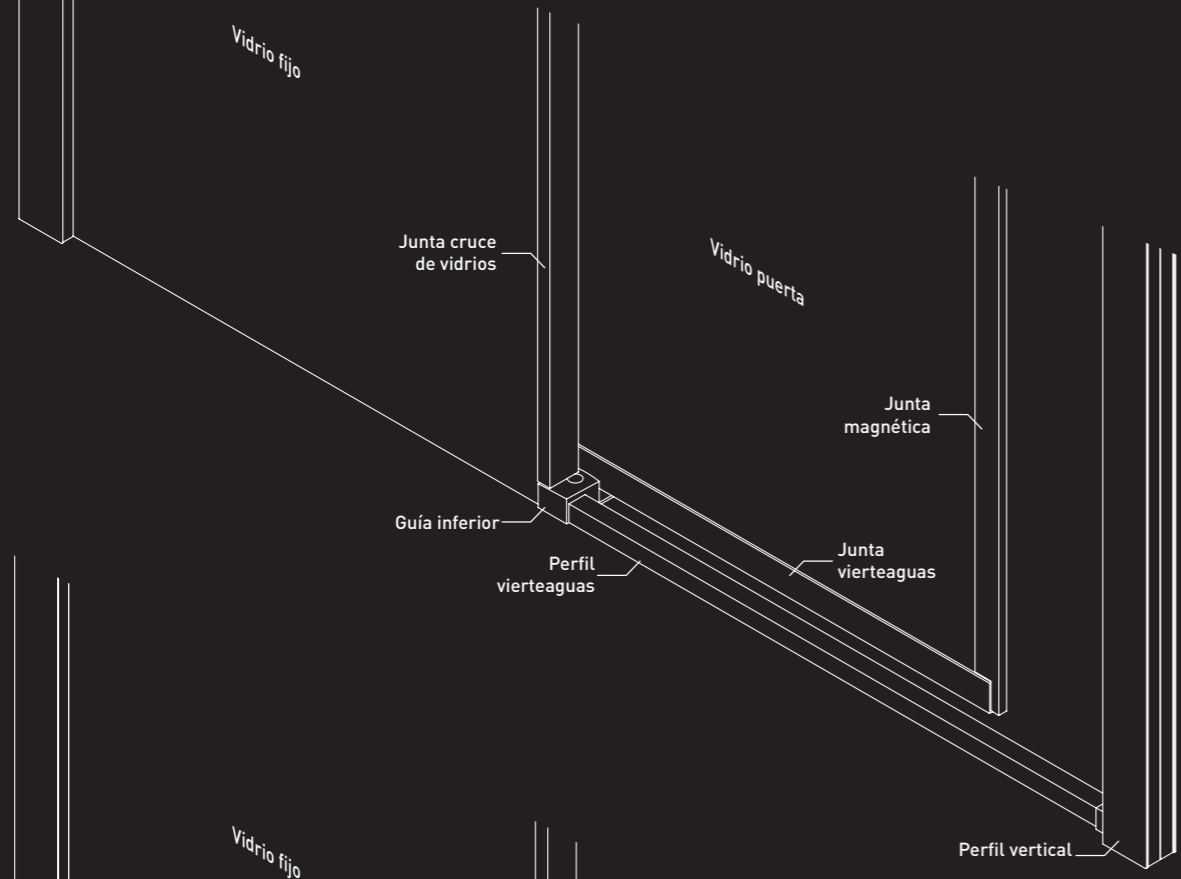 Vidrio fijo
Junta cruce
de vidrios
Vidrio puerta
Junta
magnética
Guía inferior
Perfil
vierteaguas
Junta
vierteaguas
Vidrio fijo
Perfil vertical